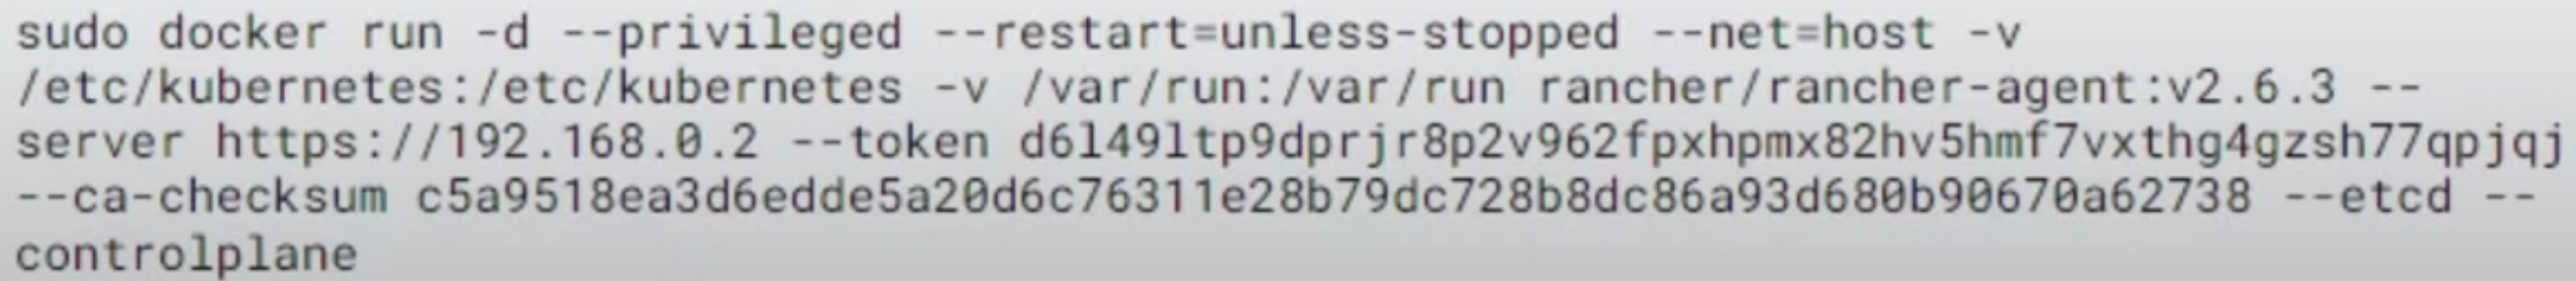 sudo docker run -d --privileged --restart=unless-stopped --net=host -v
/etc/kubernetes:/etc/kubernetes -v /var/run:/var/run rancher/rancher-agent:v2.6.3 --
server https://192.168.0.2 --token d6l49ltp9dprjr8p2v962fpxhpmx82hv5hmf7vxthg4gzsh77qpjqj
--ca-checksum c5a9518ea3d6edde5a20d6c76311e28b79dc728b8dc86a93d680b90670a62738 --etcd --
controlplane